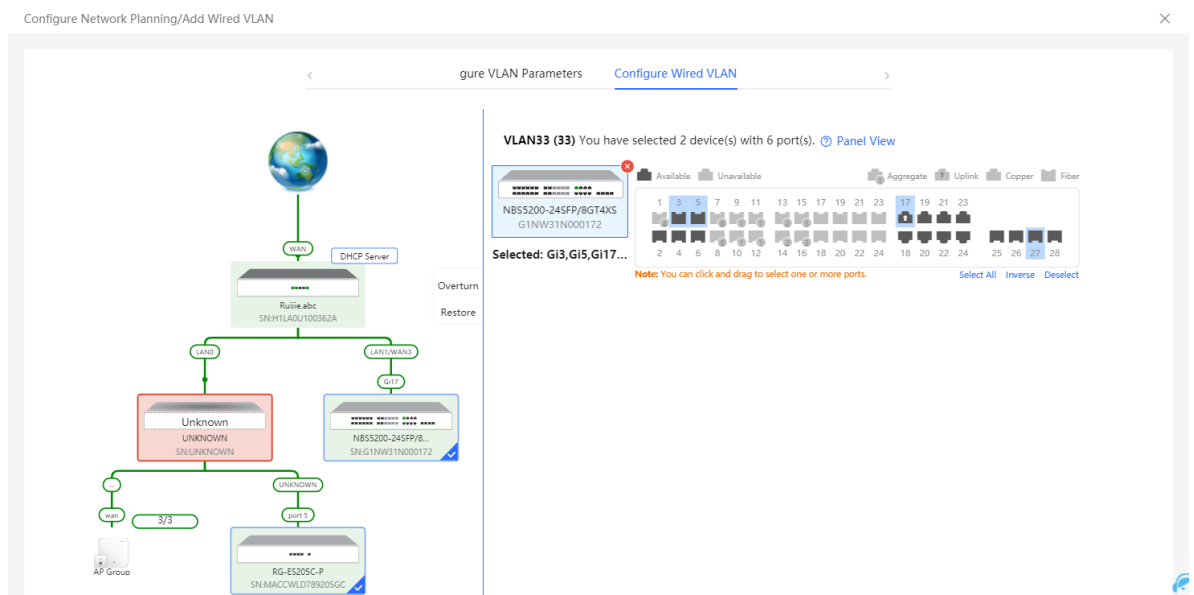 Configure Network Planning/Add Wired VLAN
gure VLAN Parameters Configure Wired VLAN
VLAN33 (33) You have selected 2 device(s) with 6 port(s). Panel View
Available Unavailable Aggregate Uplink Copper Fiber
NBS5200-24SFP/8GT4XS
G1NW31N000172
Selected: Gi3,Gi5,Gi17...
1 3 5 7 9 11 13 15 17 19 21 23 17 19 21 23
2 4 6 8 10 12 14 16 18 20 22 24 18 20 22 24 25 26 27 28
Note: You can click and drag to select one or more ports.
Select All Inverse Deselect
WAN
DHCP Server
Overturn
Restore
Ruijie.abc
SN:H1LA0U100362A
LAN0
LAN1/WAN3
Gi17
Unknown
UNKNOWN
SN:UNKNOWN
NBS5200-24SFP/8...
SN:G1NW31N000172
...
UNKNOWN
wan
3/3
port 5
AP Group
RG-ES205C-P
SN:MACCWLD789205GC